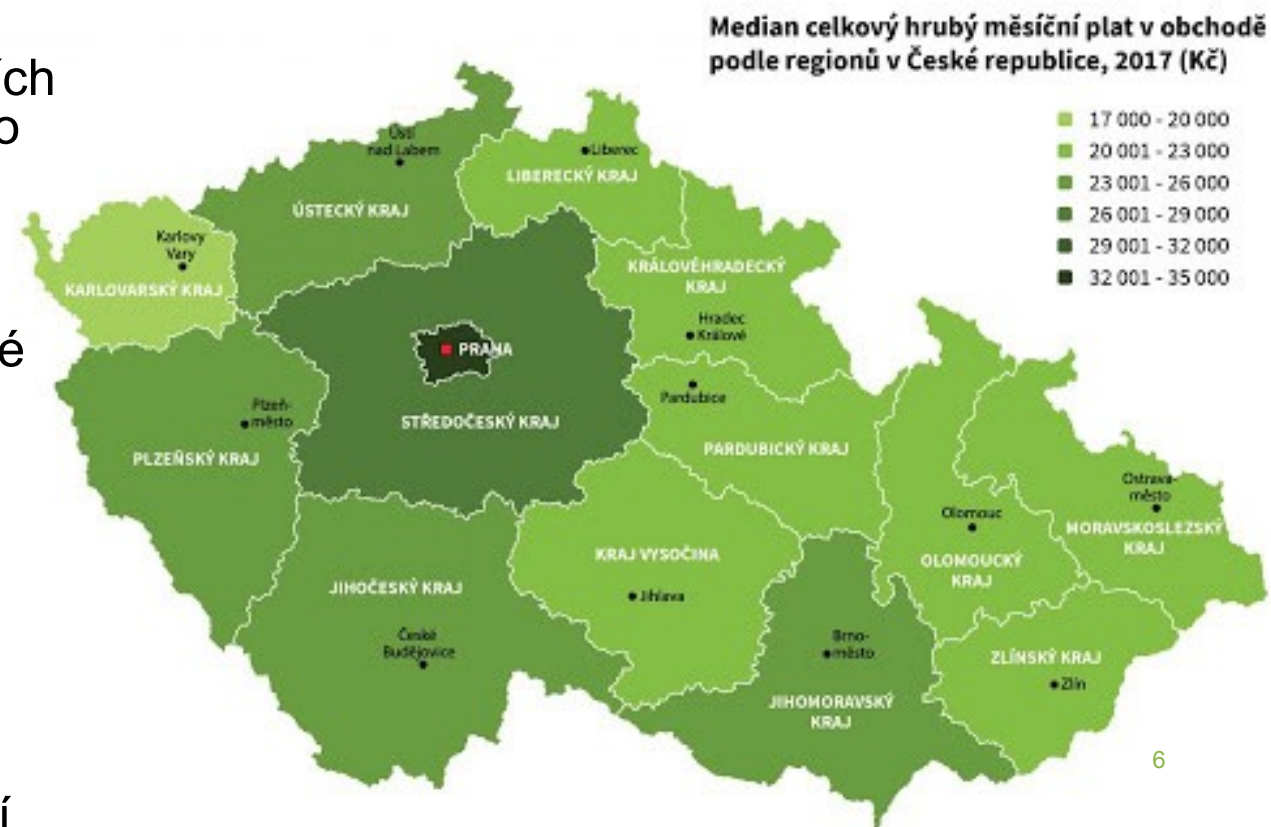 Median celkový hrubý měsíční plat v obchodě
podle regionů v České republice, 2017 (Kč)
ích
o
é
í
17 000 - 20 000
20 001 - 23 000
23 001 - 26 000
26 001 - 29 000
29 001 - 32 000
32 001 - 35 000
Ústí
nad Labem
Liberec
LIBERECKÝ KRAJ
ÚSTECKÝ KRAJ
Karlovy
Vary
KARLOVARSKÝ KRAJ
KRÁLOVÉHRADECKÝ
KRAJ
Hradec
Králové
PRAHA
Pardubice
Plzeň-
město
STŘEDOČESKÝ KRAJ
PLZEŇSKÝ KRAJ
PARDUBICKÝ KRAJ
Ostrava-
město
Olomouc
MORAVSKOSLEZSKÝ
KRAJ
KRAJ VYSOČINA
OLOMOUCKÝ
KRAJ
JIHOČESKÝ KRAJ
Jihlava
České
Budějovice
Brno-
město
ZLÍNSKÝ KRAJ
Zlín
JIHOMORAVSKÝ
KRAJ
6